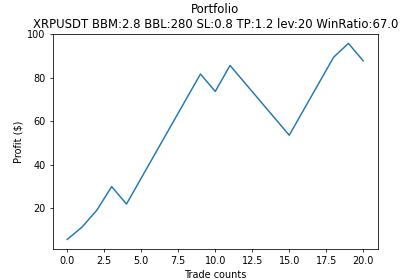 Portfolio
XRPUSDT BBM:2.8 BBL:280 SL:0.8 TP:1.2 lev:20 WinRatio:67.0
100
80
60
40
20
Profit ($)
0.0 2.5 5.0 7.5 10.0 12.5 15.0 17.5 20.0
Trade counts